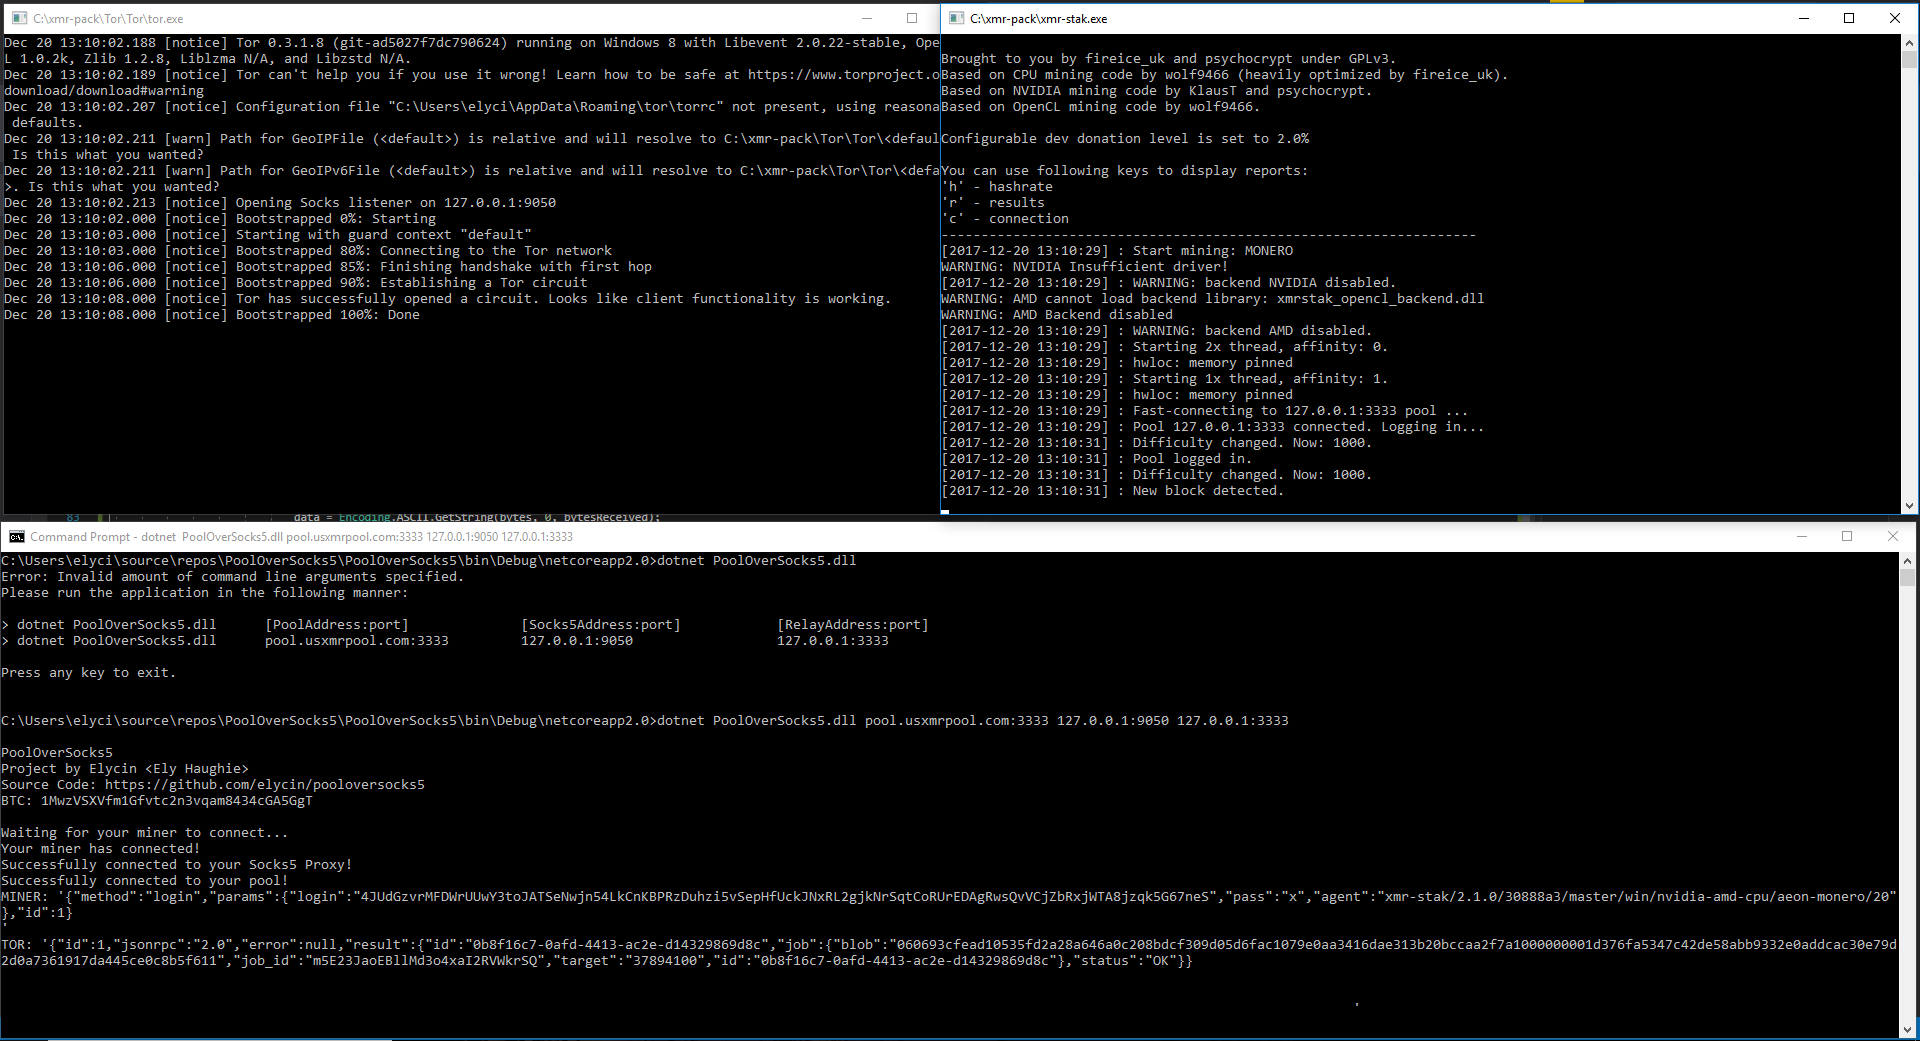 C:\xmr-pack\Tor\Tor\tor.exe
Dec 20 13:10:02.188 [notice] Tor 0.3.1.8 (git-ad5027f7dc790624) running on Windows 8 with Libevent 2.0.22-stable, Ope
L 1.0.2k, Zlib 1.2.8, Liblzma N/A, and Libzstd N/A.
Dec 20 13:10:02.189 [notice] Tor can't help you if you use it wrong! Learn how to be safe at https://www.torproject.o
download/download#warning
Dec 20 13:10:02.207 [notice] Configuration file "C:\Users\elyci\AppData\Roaming\tor\torrc" not present, using reasona
defaults.
Dec 20 13:10:02.211 [warn] Path for GeoIPFile (<default>) is relative and will resolve to C:\xmr-pack\Tor\Tor\<defaul
Is this what you wanted?
Dec 20 13:10:02.211 [warn] Path for GeoIPv6File (<default>) is relative and will resolve to C:\xmr-pack\Tor\Tor\<defa
>. Is this what you wanted?
Dec 20 13:10:02.213 [notice] Opening Socks listener on 127.0.0.1:9050
Dec 20 13:10:02.000 [notice] Bootstrapped 0%: Starting
Dec 20 13:10:03.000 [notice] Starting with guard context "default"
Dec 20 13:10:03.000 [notice] Bootstrapped 80%: Connecting to the Tor network
Dec 20 13:10:06.000 [notice] Bootstrapped 85%: Finishing handshake with first hop
Dec 20 13:10:06.000 [notice] Bootstrapped 90%: Establishing a Tor circuit
Dec 20 13:10:08.000 [notice] Tor has successfully opened a circuit. Looks like client functionality is working.
Dec 20 13:10:08.000 [notice] Bootstrapped 100%: Done
C:\xmr-pack\xmr-stak.exe
Brought to you by fireice_uk and psychocrypt under GPLv3.
Based on CPU mining code by wolf9466 (heavily optimized by fireice_uk).
Based on NVIDIA mining code by KlausT and psychocrypt.
Based on OpenCL mining code by wolf9466.
Configurable dev donation level is set to 2.0%
You can use following keys to display reports:
'h' - hashrate
'r' - results
'c' - connection
-------------------------------------------------------------------
[2017-12-20 13:10:29] : Start mining: MONERO
WARNING: NVIDIA Insufficient driver!
[2017-12-20 13:10:29] : WARNING: backend NVIDIA disabled.
WARNING: AMD cannot load backend library: xmrstak_opencl_backend.dll
WARNING: AMD Backend disabled
[2017-12-20 13:10:29] : WARNING: backend AMD disabled.
[2017-12-20 13:10:29] : Starting 2x thread, affinity: 0.
[2017-12-20 13:10:29] : hwloc: memory pinned
[2017-12-20 13:10:29] : Starting 1x thread, affinity: 1.
[2017-12-20 13:10:29] : hwloc: memory pinned
[2017-12-20 13:10:29] : Fast-connecting to 127.0.0.1:3333 pool ...
[2017-12-20 13:10:29] : Pool 127.0.0.1:3333 connected. Logging in...
[2017-12-20 13:10:31] : Difficulty changed. Now: 1000.
[2017-12-20 13:10:31] : Pool logged in.
[2017-12-20 13:10:31] : Difficulty changed. Now: 1000.
[2017-12-20 13:10:31] : New block detected.
83 data = Encoding.ASCII.GetString(bytes, 0, bytesReceived);
Command Prompt - dotnet PoolOverSocks5.dll pool.usxmrpool.com:3333 127.0.0.1:9050 127.0.0.1:3333
C:\Users\elyci\source\repos\PoolOverSocks5\PoolOverSocks5\bin\Debug\netcoreapp2.0>dotnet PoolOverSocks5.dll
Error: Invalid amount of command line arguments specified.
Please run the application in the following manner:
> dotnet PoolOverSocks5.dll [PoolAddress:port] [Socks5Address:port] [RelayAddress:port]
> dotnet PoolOverSocks5.dll pool.usxmrpool.com:3333 127.0.0.1:9050 127.0.0.1:3333
Press any key to exit.
C:\Users\elyci\source\repos\PoolOverSocks5\PoolOverSocks5\bin\Debug\netcoreapp2.0>dotnet PoolOverSocks5.dll pool.usxmrpool.com:3333 127.0.0.1:9050 127.0.0.1:3333
PoolOverSocks5
Project by Elycin <Ely Haughie>
Source Code: https://github.com/elycin/pooloversocks5
BTC: 1MwzVSXVfm1Gfvtc2n3vqam8434cGA5GgT
Waiting for your miner to connect...
Your miner has connected!
Successfully connected to your Socks5 Proxy!
Successfully connected to your pool!
MINER: '{"method":"login","params":{"login":"4JUdGzvrMFDWrUUwY3toJATSeNwjn54LkCnKBPRzDuhzi5vSepHfUckJNxRL2gjkNrSqtCoRUrEDAgRwsQvVCjZbRxjWTA8jzqk5G67neS","pass":"x","agent":"xmr-stak/2.1.0/30888a3/master/win/nvidia-amd-cpu/aeon-monero/20"
},"id":1}
'
TOR: '{"id":1,"jsonrpc":"2.0","error":null,"result":{"id":"0b8f16c7-0afd-4413-ac2e-d14329869d8c","job":{"blob":"060693cfead10535fd2a28a646a0c208bdcf309d05d6fac1079e0aa3416dae313b20bccaa2f7a1000000001d376fa5347c42de58abb9332e0addcac30e79d
2d0a7361917da445ce0c8b5f611","job_id":"m5E23JaoEBllMd3o4xaI2RVWkrSQ","target":"37894100","id":"0b8f16c7-0afd-4413-ac2e-d14329869d8c"},"status":"OK"}}